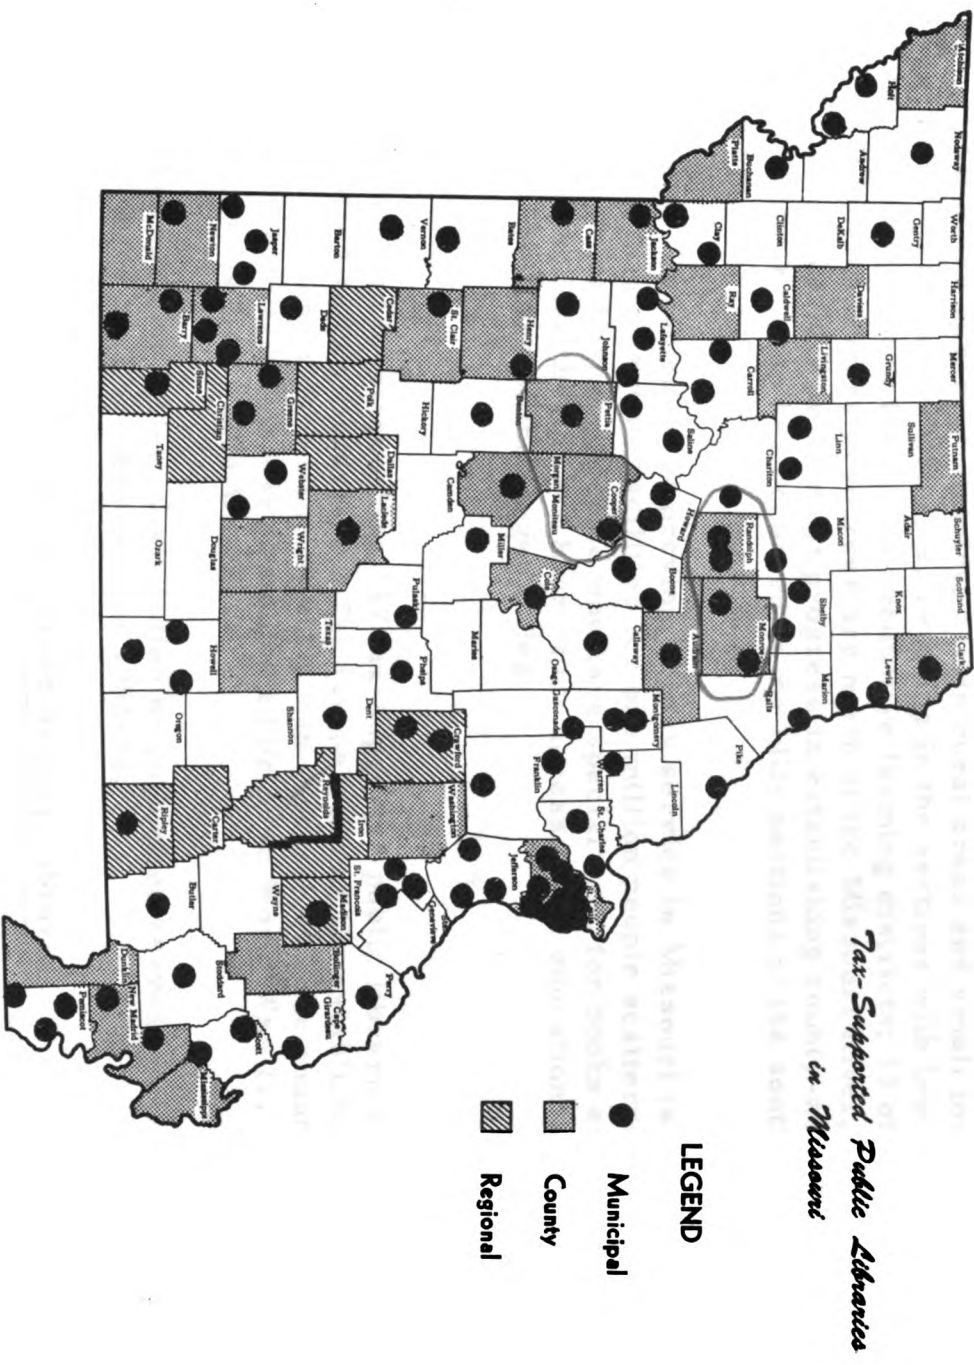 Tax-Supported Public Libraries
in Missouri
LEGEND
Municipal
County
Regional
Atchison
Nodaway
Worth
Harrison
Mercer
Putnam
Schuyler
Scotland
Clark
Holt
Andrew
Gentry
DeKalb
Daviess
Grundy
Sullivan
Adair
Knox
Lewis
Buchanan
Clinton
Caldwell
Livingston
Linn
Macon
Shelby
Marion
Platte
Clay
Ray
Carroll
Chariton
Randolph
Monroe
Ralls
Pike
Jackson
Lafayette
Saline
Howard
Boone
Audrain
Callaway
Montgomery
Lincoln
Warren
St. Charles
St. Louis
Cass
Johnson
Pettis
Cooper
Moniteau
Cole
Osage
Gasconade
Franklin
Jefferson
Bates
Henry
Benton
Morgan
Miller
Maries
Vernon
St. Clair
Hickory
Camden
Pulaski
Phelps
Crawford
Washington
St. Francois
Ste. Genevieve
Perry
Barton
Cedar
Polk
Dallas
Laclede
Dent
Iron
Madison
Bollinger
Cape Girardeau
Jasper
Dade
Greene
Webster
Wright
Texas
Shannon
Reynolds
Wayne
Scott
Newton
Lawrence
Christian
Douglas
Howell
Carter
Butler
Stoddard
Mississippi
McDonald
Barry
Stone
Taney
Ozark
Oregon
Ripley
Dunklin
New Madrid
Pemiscot